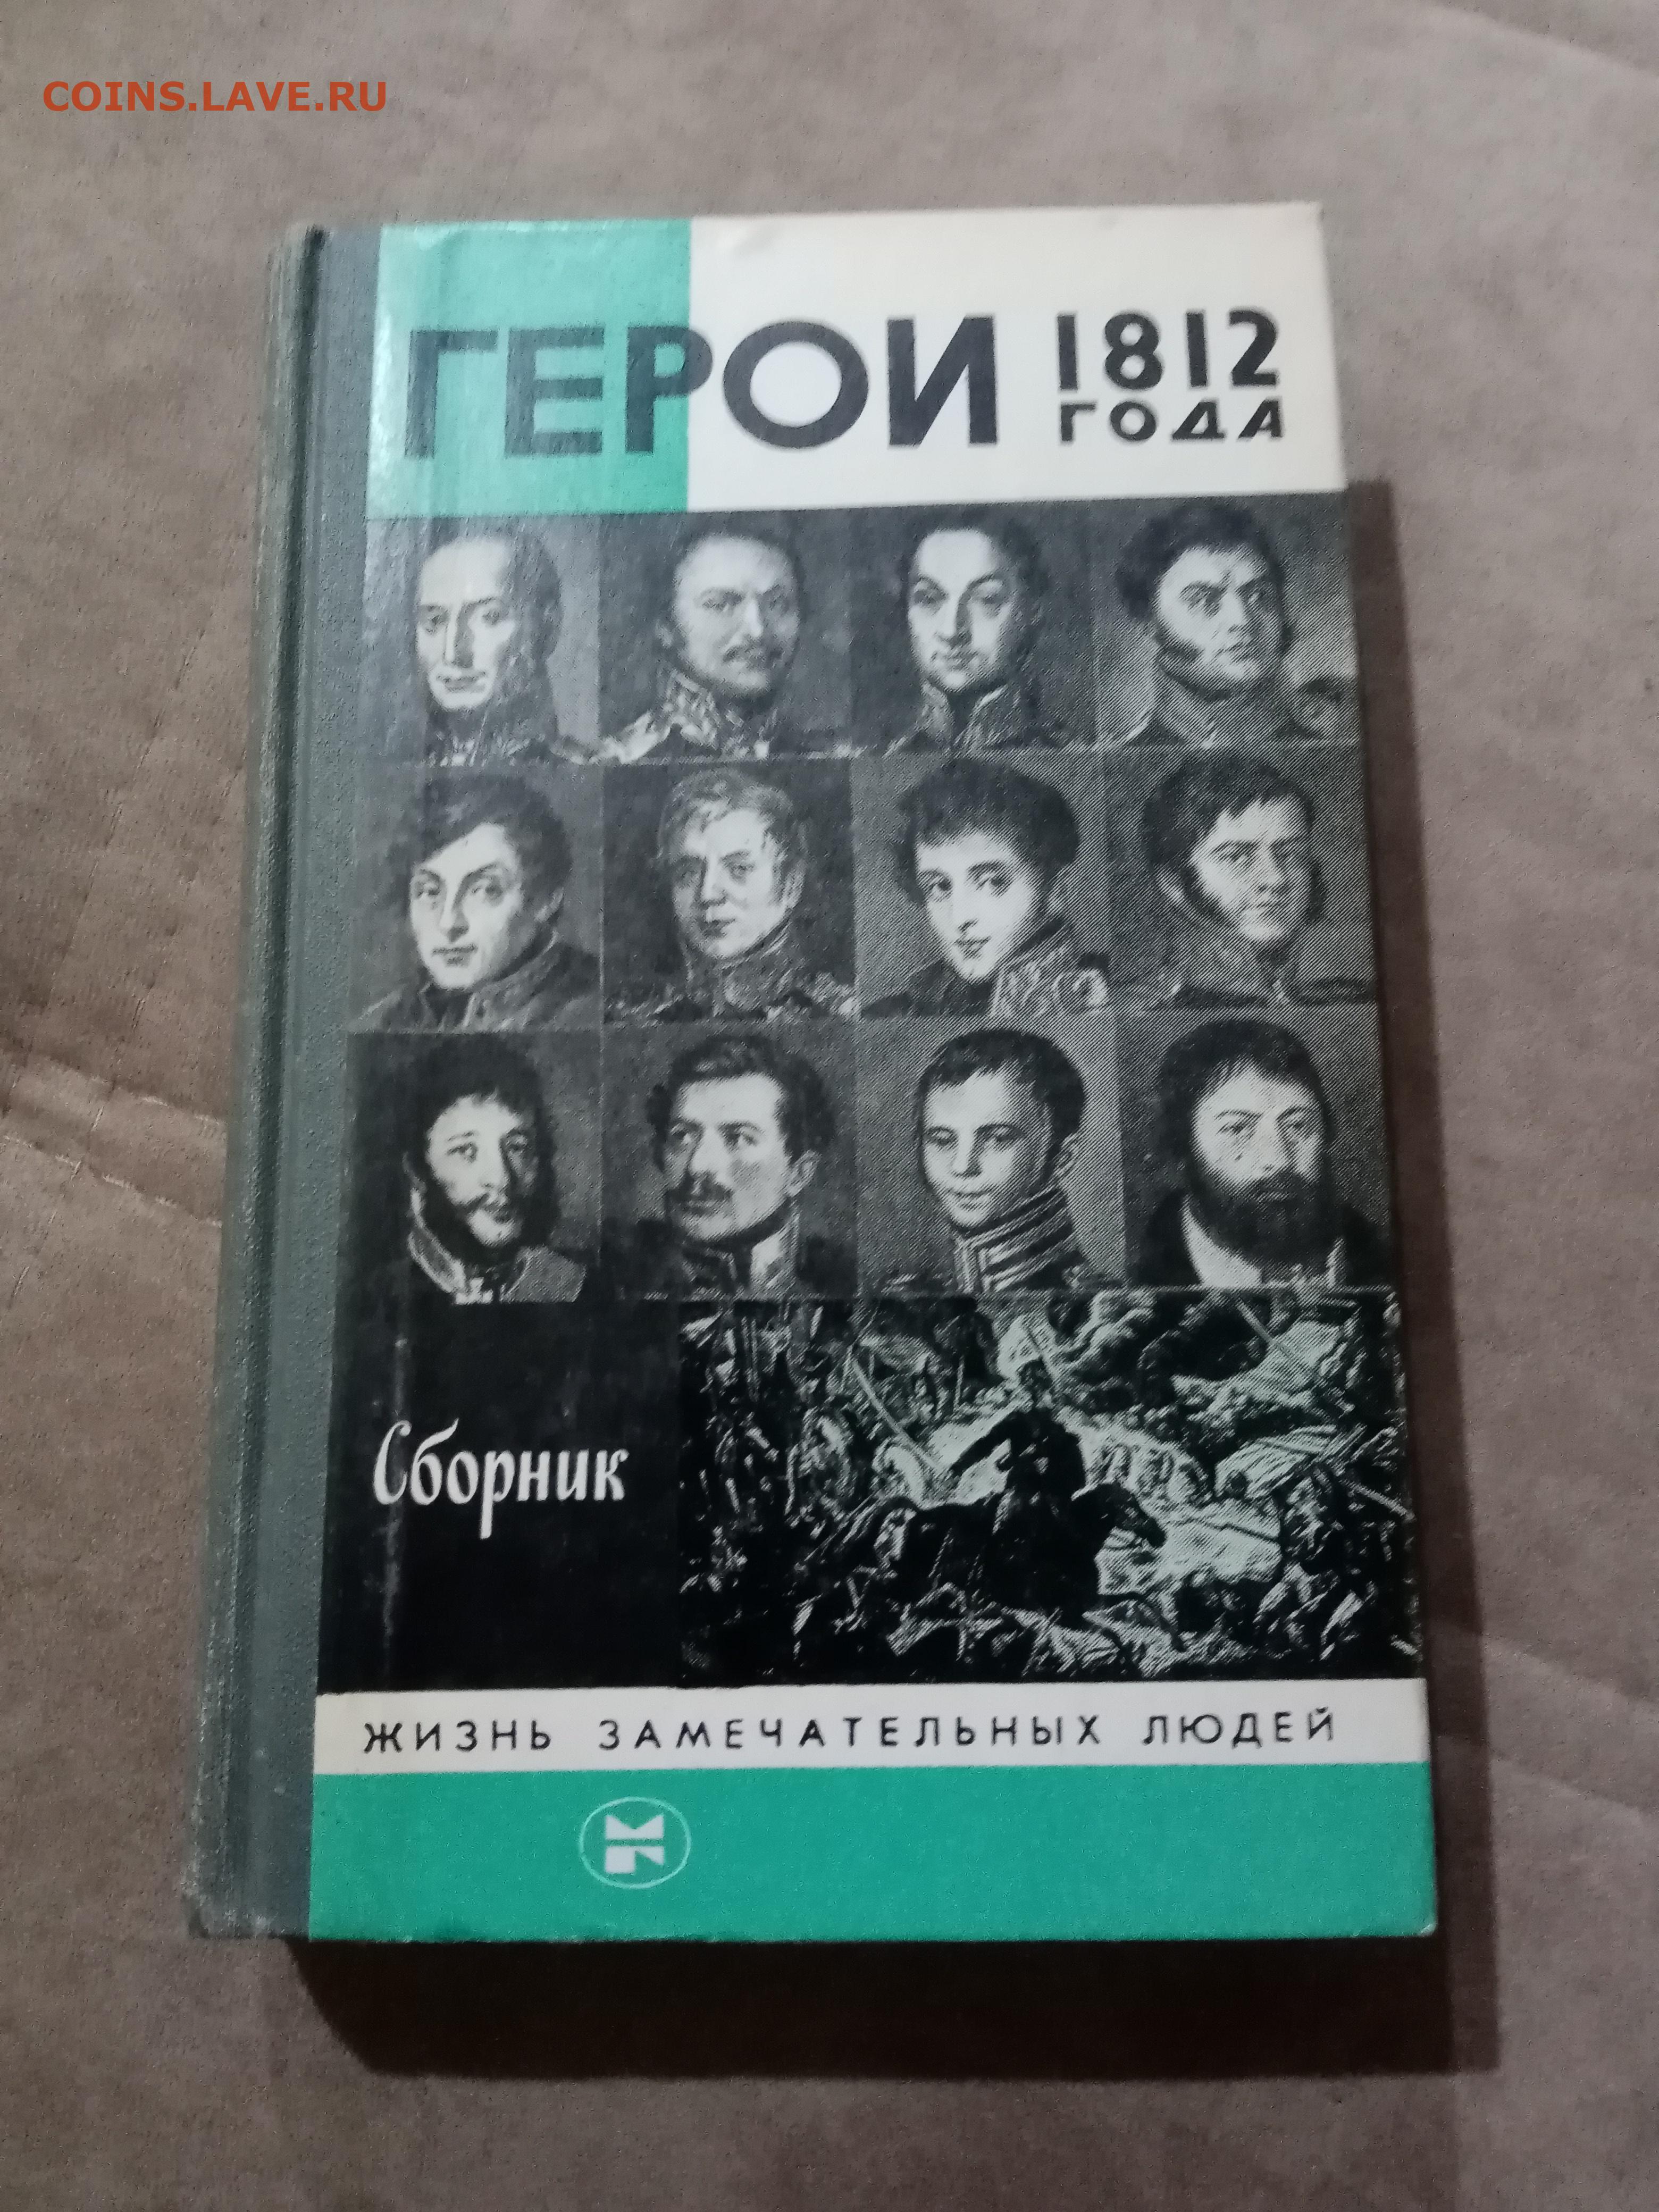 COINS.LAVE.RU
ГЕРОИ 1812
ГОДА
Сборник
ЖИЗНЬ ЗАМЕЧАТЕЛЬНЫХ ЛЮДЕЙ